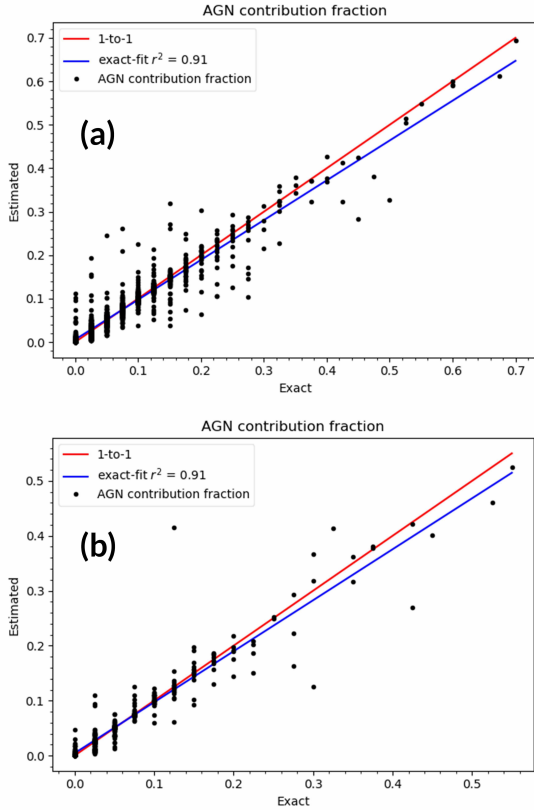 AGN contribution fraction
1-to-1
exact-fit r² = 0.91
AGN contribution fraction
(a)
0.7
0.6
0.5
0.4
0.3
0.2
0.1
0.0
Estimated
0.0 0.1 0.2 0.3 0.4 0.5 0.6 0.7
Exact
AGN contribution fraction
1-to-1
exact-fit r² = 0.91
AGN contribution fraction
(b)
0.5
0.4
0.3
0.2
0.1
0.0
Estimated
0.0 0.1 0.2 0.3 0.4 0.5
Exact